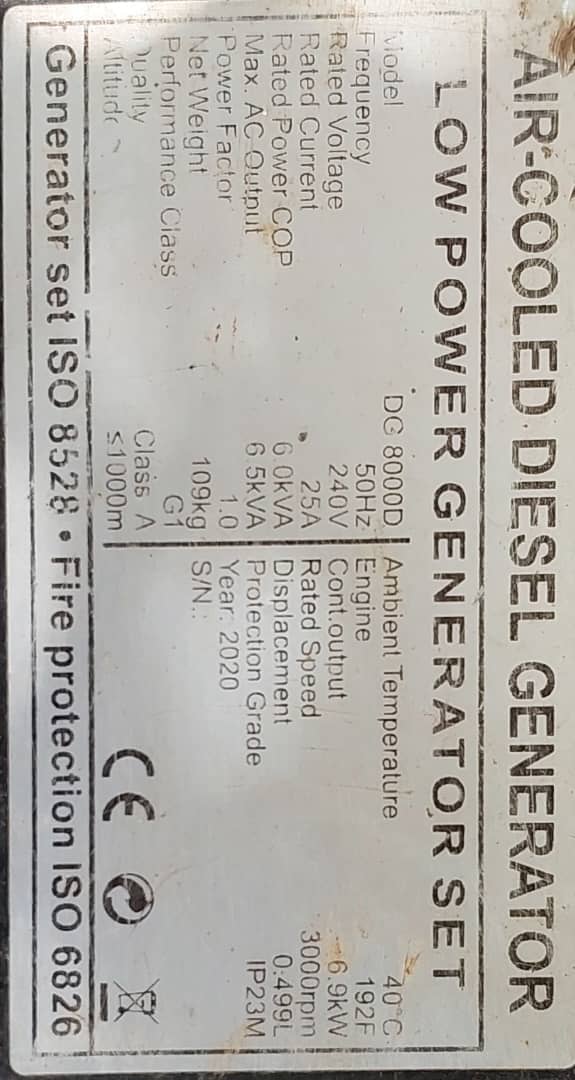 AIR-COOLED DIESEL GENERATOR
LOW POWER GENERATOR SET
Model DG 8000D
Frequency 50Hz
Rated Voltage 240V
Rated Current 25A
Rated Power COP 6.0kVA
Max. AC Output 6.5kVA
Power Factor 1.0
Net Weight 109kg
Performance Class G1
Quality Class A
Altitude ≤1000m
Ambient Temperature 40°C
Engine 192F
Cont.output 6.9kW
Rated Speed 3000rpm
Displacement 0.499L
Protection Grade IP23M
Year: 2020
S/N.:
CE
Generator set ISO 8528 • Fire protection ISO 6826